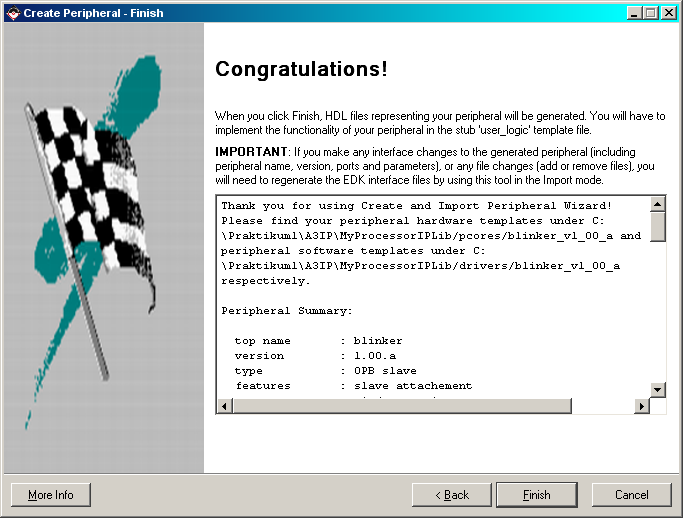 Create Peripheral - Finish
Congratulations!
When you click Finish, HDL files representing your peripheral will be generated. You will have to
implement the functionality of your peripheral in the stub 'user_logic' template file.
IMPORTANT: If you make any interface changes to the generated peripheral (including
peripheral name, version, ports and parameters), or any file changes (add or remove files), you
will need to regenerate the EDK interface files by using this tool in the Import mode.
Thank you for using Create and Import Peripheral Wizard!
Please find your peripheral hardware templates under C:
\Praktikum1\A3IP\MyProcessorIPLib/pcores/blinker_v1_00_a and
peripheral software templates under C:
\Praktikum1\A3IP\MyProcessorIPLib/drivers/blinker_v1_00_a
respectively.
Peripheral Summary:
top name : blinker
version : 1.00.a
type : OPB slave
features : slave attachement
More Info
< Back
Finish
Cancel